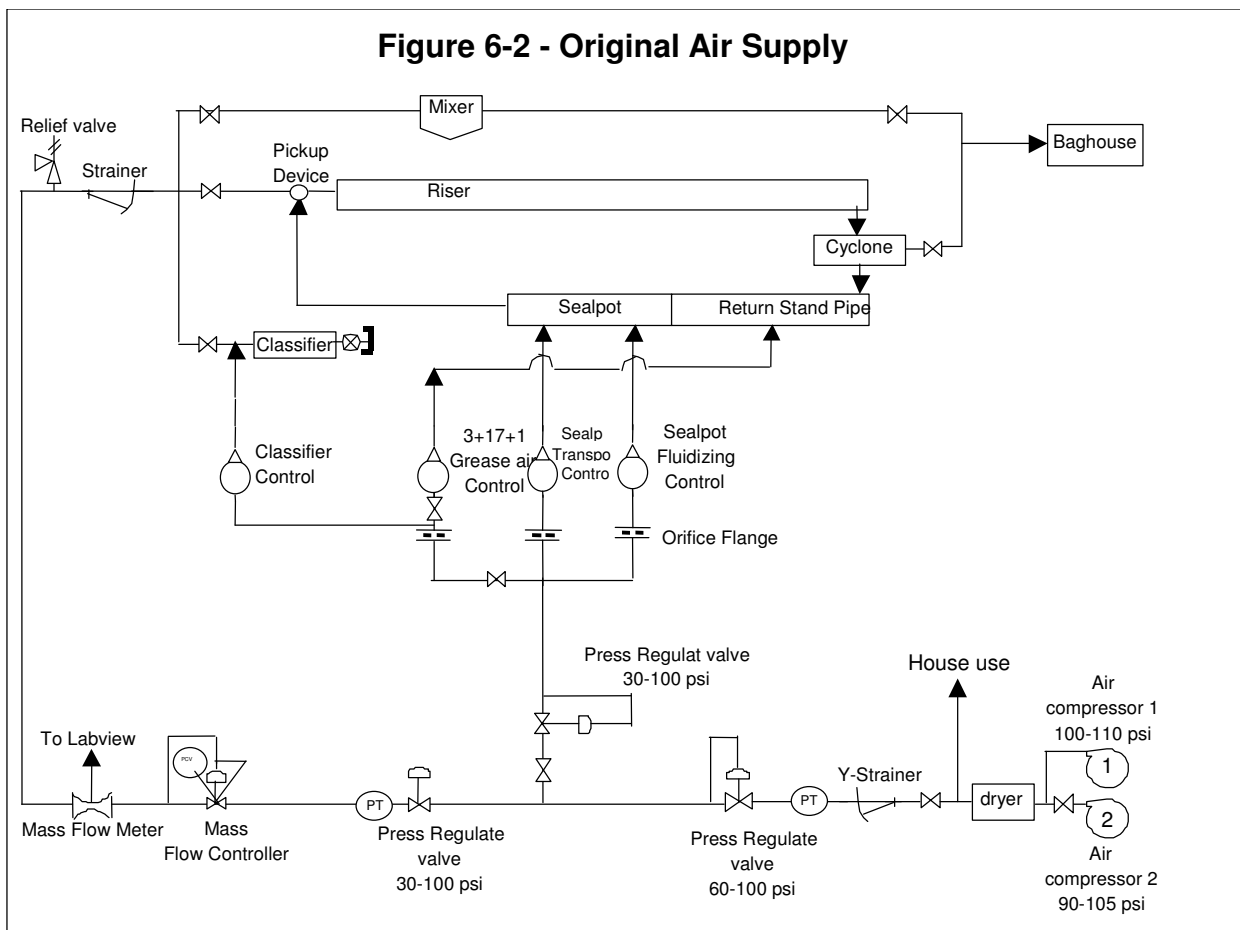 Figure 6-2 - Original Air Supply
Mixer
Relief valve
Baghouse
Strainer
Pickup
Device
Riser
Cyclone
Sealpot
Return Stand Pipe
Classifier
Classifier
Control
3+17+1
Grease air
Control
Sealp
Transpo
Contro
Sealpot
Fluidizing
Control
Orifice Flange
Press Regulat valve
30-100 psi
House use
Air
compressor 1
100-110 psi
To Labview
PCV
Y-Strainer
1
PT
PT
dryer
2
Mass Flow Meter
Mass
Flow Controller
Press Regulate
valve
30-100 psi
Press Regulate
valve
60-100 psi
Air
compressor 2
90-105 psi